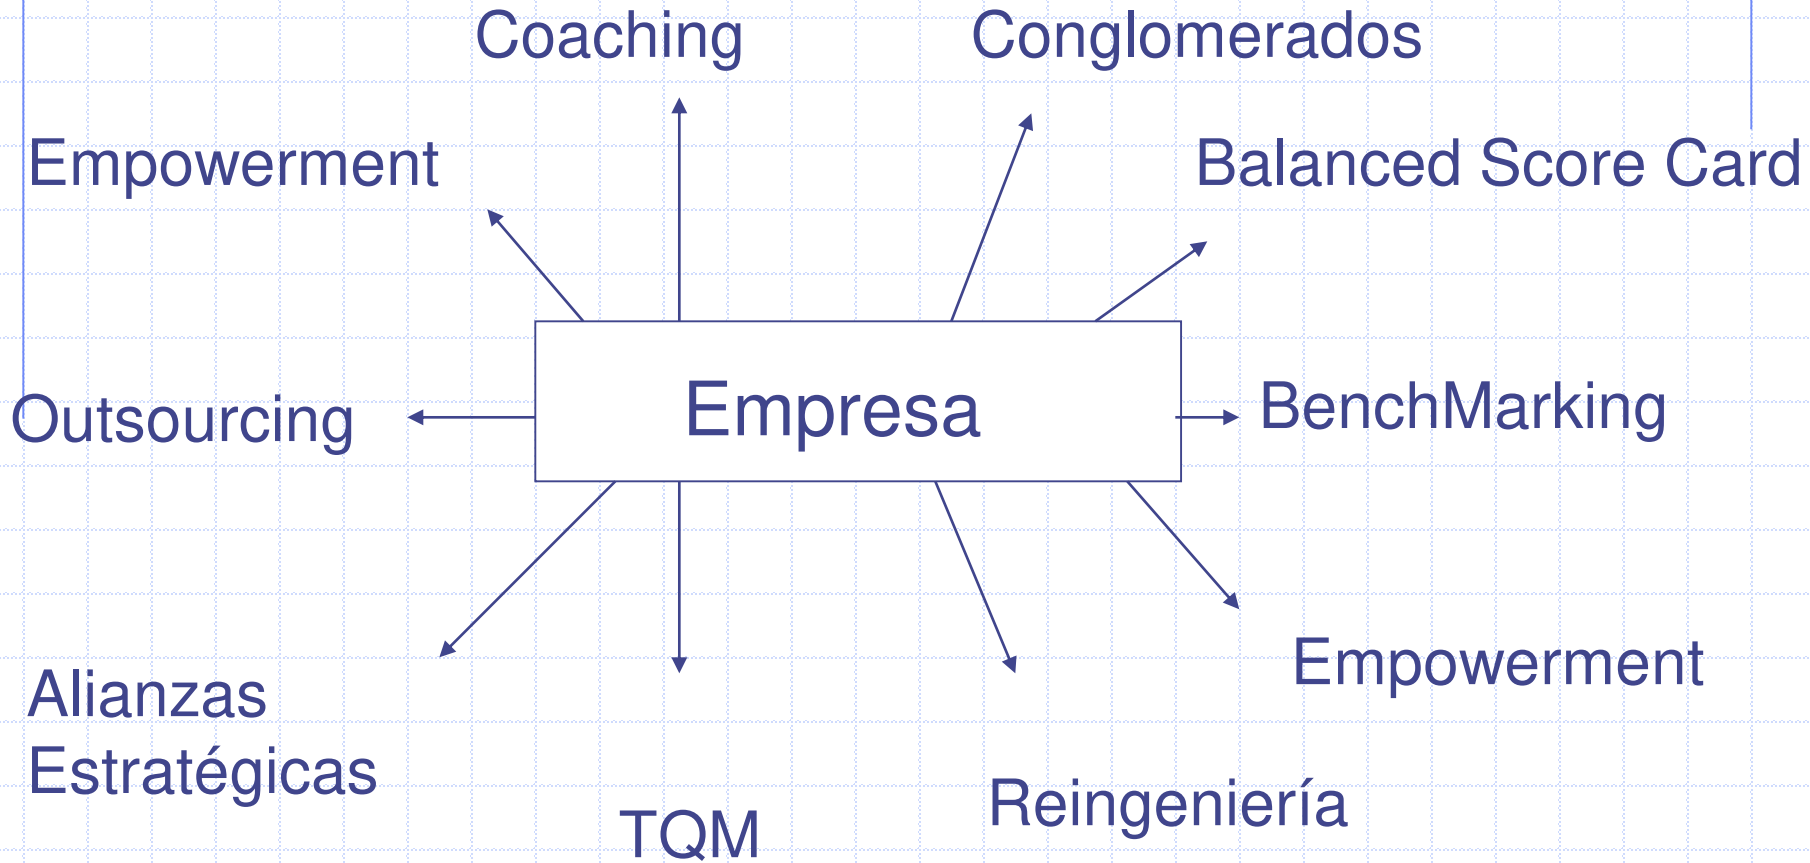 Coaching
Conglomerados
Empowerment
Balanced Score Card
Outsourcing
Empresa
BenchMarking
Empowerment
Alianzas
Estratégicas
Reingeniería
TQM